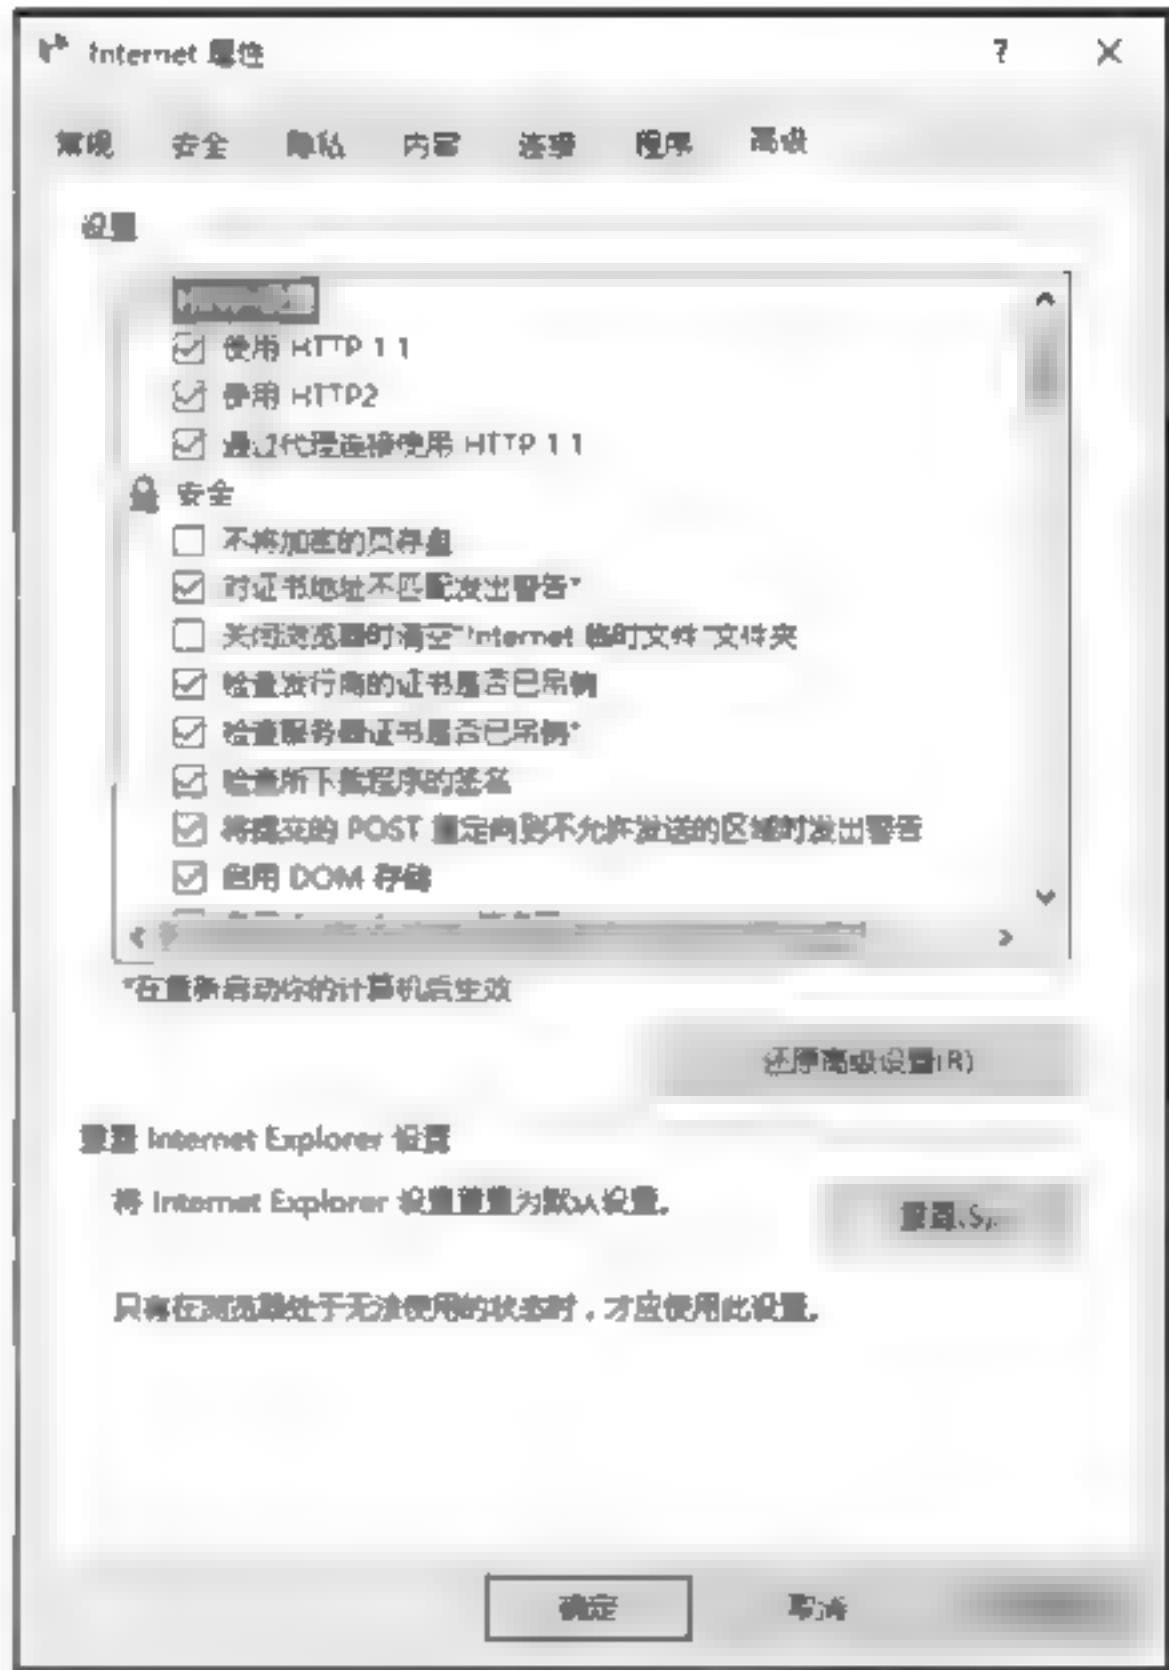 Internet 属性
常规 安全 隐私 内容 连接 程序 高级
设置
使用 HTTP 1.1
使用 HTTP2
通过代理连接使用 HTTP 1.1
安全
不将加密的页存盘
对证书地址不匹配发出警告*
关闭浏览器时清空"Internet 临时文件"文件夹
检查发行商的证书是否已吊销
检查服务器证书是否已吊销*
检查所下载程序的签名
将提交的 POST 重定向到不允许发送的区域时发出警告
启用 DOM 存储
*在重新启动你的计算机后生效
还原高级设置(R)
重置 Internet Explorer 设置
将 Internet Explorer 设置重置为默认设置。
重置(S)...
只有在浏览器处于无法使用的状态时，才应使用此设置。
确定 取消